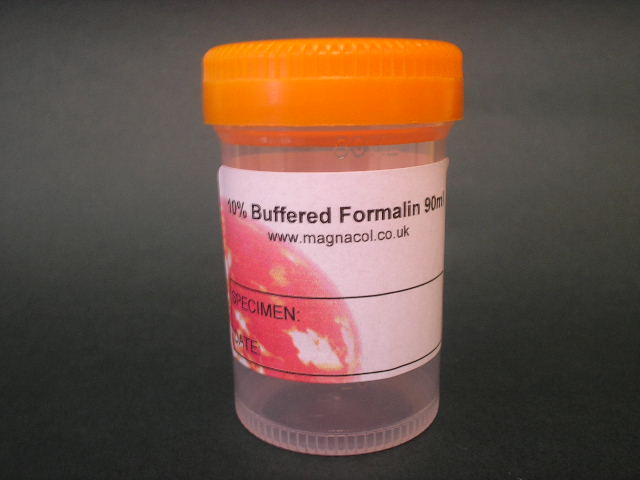 10% Buffered Formalin 90ml
www.magnacol.co.uk
SPECIMEN:
DATE